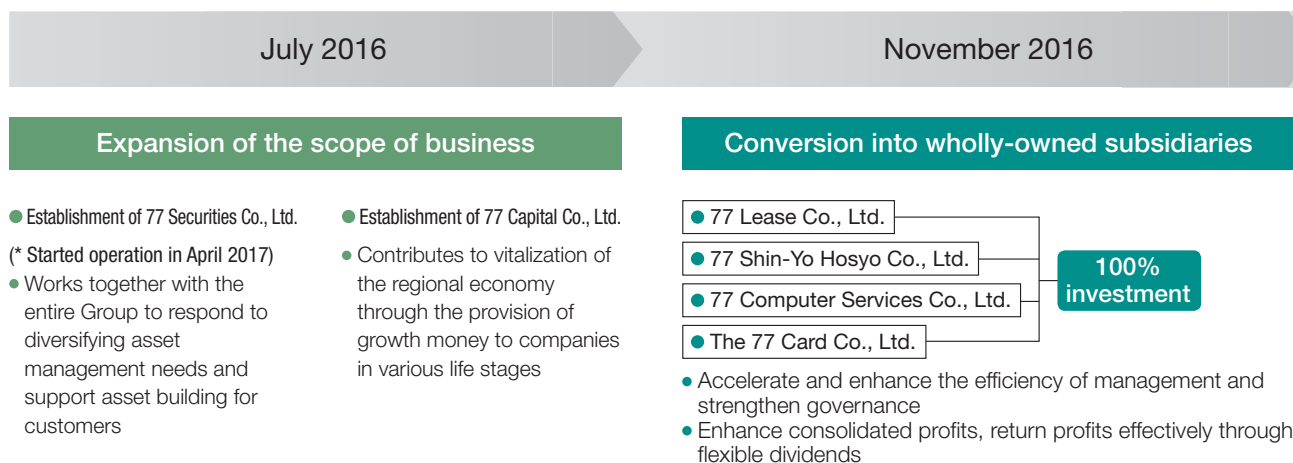 July 2016
November 2016
Expansion of the scope of business
● Establishment of 77 Securities Co., Ltd.
(* Started operation in April 2017)
● Works together with the
entire Group to respond to
diversifying asset
management needs and
support asset building for
customers
● Establishment of 77 Capital Co., Ltd.
● Contributes to vitalization of
the regional economy
through the provision of
growth money to companies
in various life stages
Conversion into wholly-owned subsidiaries
● 77 Lease Co., Ltd.
● 77 Shin-Yo Hosyo Co., Ltd.
● 77 Computer Services Co., Ltd.
● The 77 Card Co., Ltd.
100%
investment
● Accelerate and enhance the efficiency of management and
strengthen governance
● Enhance consolidated profits, return profits effectively through
flexible dividends